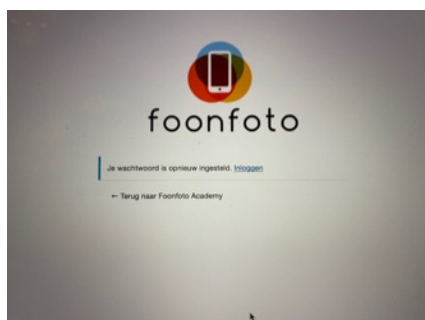 foonfoto
Je wachtwoord is opnieuw ingesteld. Inloggen
← Terug naar Foonfoto Academy